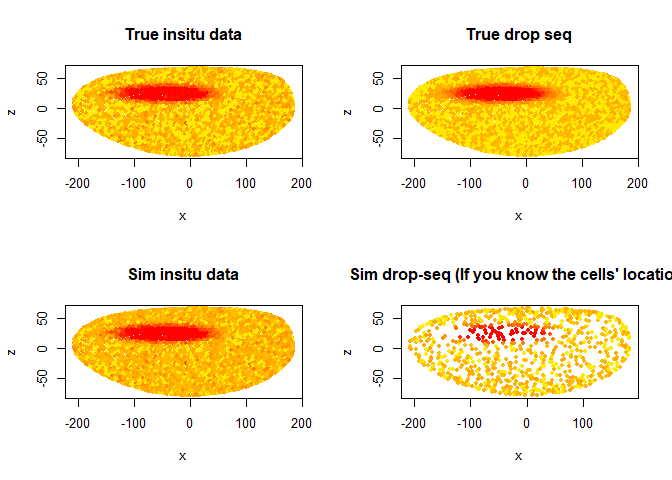 True insitu data
True drop seq
z
50
0
-50
-200 -100 0 100 200
x
z
50
0
-50
-200 -100 0 100 200
x
Sim insitu data
Sim drop-seq (If you know the cells' locatio
z
50
0
-50
-200 -100 0 100 200
x
z
50
0
-50
-200 -100 0 100
x